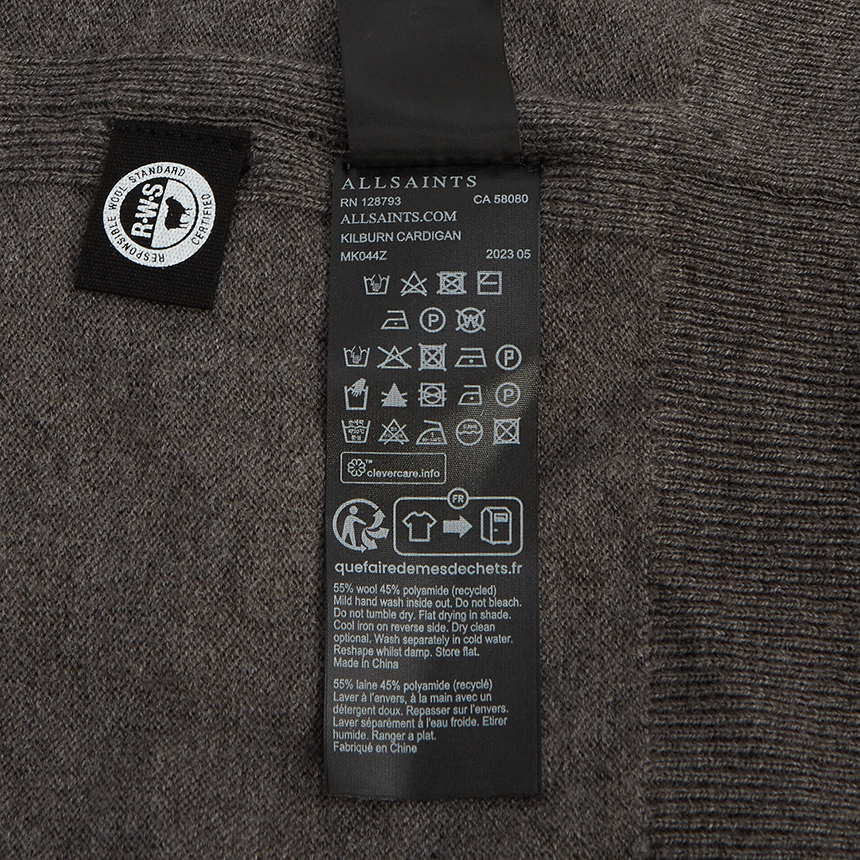 RESPONSIBLE WOOL STANDARD
R·W·S
CERTIFIED
ALLSAINTS
RN 128793 CA 58080
ALLSAINTS.COM
KILBURN CARDIGAN
MK044Z 2023 05
P W
P
P
™
clevercare.info
FR
quefairedemesdechets.fr
55% wool 45% polyamide (recycled)
Mild hand wash inside out. Do not bleach.
Do not tumble dry. Flat drying in shade.
Cool iron on reverse side. Dry clean
optional. Wash separately in cold water.
Reshape whilst damp. Store flat.
Made in China
55% laine 45% polyamide (recyclé)
Laver à l'envers, à la main avec un
détergent doux. Repasser sur l'envers.
Laver séparément à l'eau froide. Etirer
humide. Ranger a plat.
Fabriqué en Chine